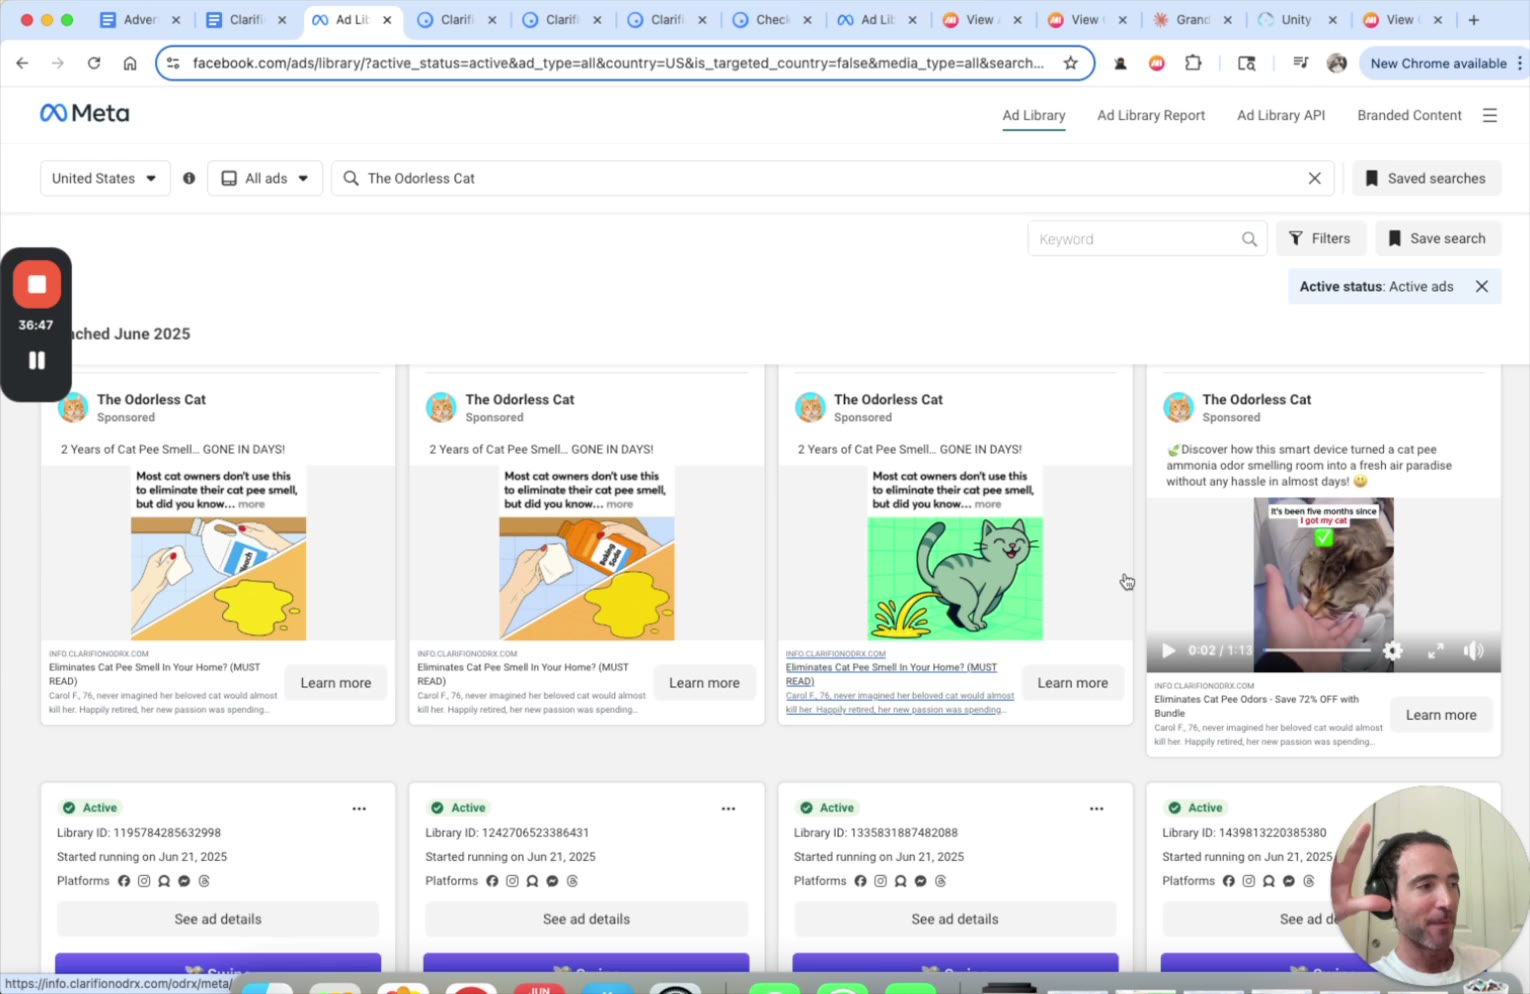 Adver
Clarifi
Ad Lib
Clarifi
Clarifi
Clarifi
Check
Ad Lib
View
View
Grand
Unity
View
facebook.com/ads/library/?active_status=active&ad_type=all&country=US&is_targeted_country=false&media_type=all&search...
New Chrome available
Meta
Ad Library
Ad Library Report
Ad Library API
Branded Content
United States
All ads
The Odorless Cat
Saved searches
Keyword
Filters
Save search
Active status: Active ads
36:47
ched June 2025
The Odorless Cat
Sponsored
2 Years of Cat Pee Smell... GONE IN DAYS!
Most cat owners don't use this
to eliminate their cat pee smell,
but did you know... more
INFO.CLARIFIONODRX.COM
Eliminates Cat Pee Smell In Your Home? (MUST
READ)
Carol F., 76, never imagined her beloved cat would almost
kill her. Happily retired, her new passion was spending...
Learn more
The Odorless Cat
Sponsored
2 Years of Cat Pee Smell... GONE IN DAYS!
Most cat owners don't use this
to eliminate their cat pee smell,
but did you know... more
Baking
Soda
INFO.CLARIFIONODRX.COM
Eliminates Cat Pee Smell In Your Home? (MUST
READ)
Carol F., 76, never imagined her beloved cat would almost
kill her. Happily retired, her new passion was spending...
Learn more
The Odorless Cat
Sponsored
2 Years of Cat Pee Smell... GONE IN DAYS!
Most cat owners don't use this
to eliminate their cat pee smell,
but did you know... more
INFO.CLARIFIONODRX.COM
Eliminates Cat Pee Smell In Your Home? (MUST
READ)
Carol F., 76, never imagined her beloved cat would almost
kill her. Happily retired, her new passion was spending...
Learn more
The Odorless Cat
Sponsored
🌿Discover how this smart device turned a cat pee
ammonia odor smelling room into a fresh air paradise
without any hassle in almost days! 😃
It's been five months since
I got my cat
0:02 / 1:13
INFO.CLARIFIONODRX.COM
Eliminates Cat Pee Odors - Save 72% OFF with
Bundle
Carol F., 76, never imagined her beloved cat would almost
kill her. Happily retired, her new passion was spending...
Learn more
Active
Library ID: 1195784285632998
Started running on Jun 21, 2025
Platforms
See ad details
Active
Library ID: 1242706523386431
Started running on Jun 21, 2025
Platforms
See ad details
Active
Library ID: 1335831887482088
Started running on Jun 21, 2025
Platforms
See ad details
Active
Library ID: 1439813220385380
Started running on Jun 21, 2025
Platforms
See ad de
https://info.clarifionodrx.com/odrx/meta/
JUN